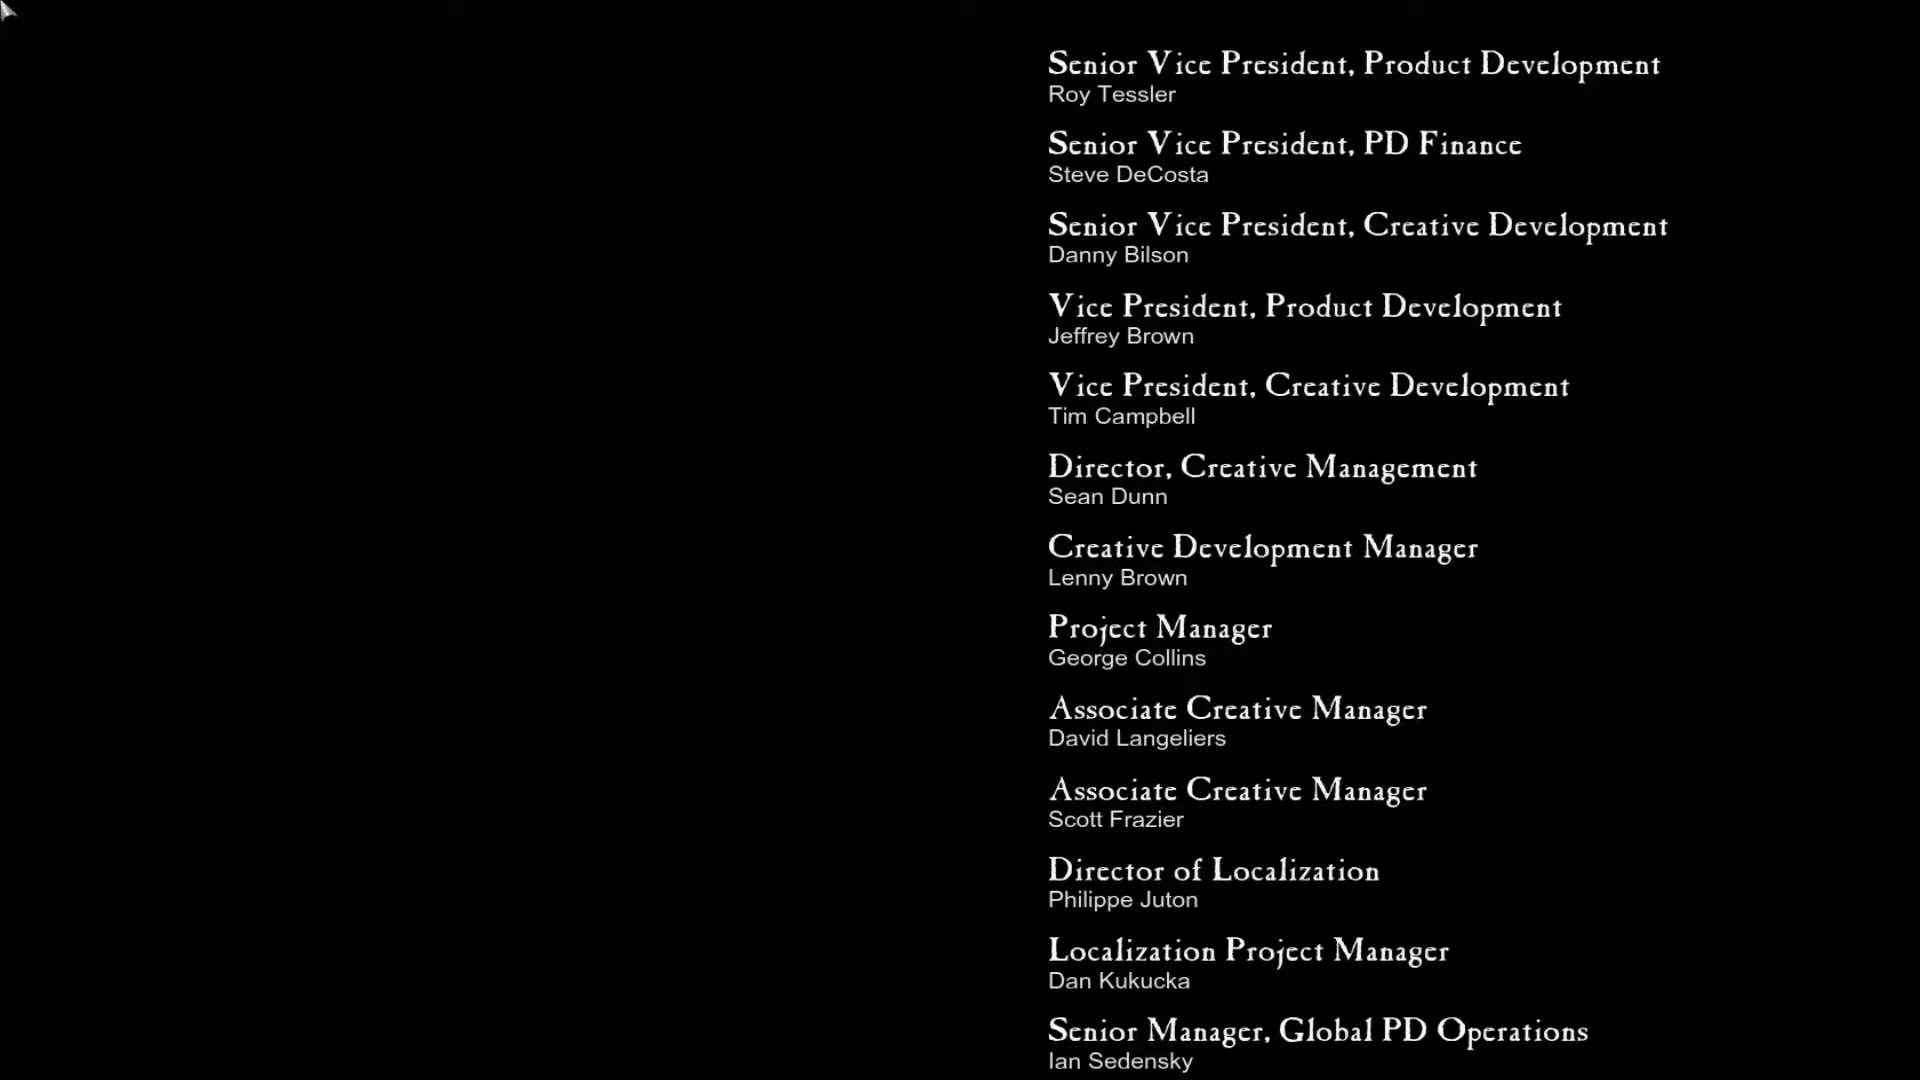 Senior Vice President, Product Development
Roy Tessler
Senior Vice President, PD Finance
Steve DeCosta
Senior Vice President, Creative Development
Danny Bilson
Vice President, Product Development
Jeffrey Brown
Vice President, Creative Development
Tim Campbell
Director, Creative Management
Sean Dunn
Creative Development Manager
Lenny Brown
Project Manager
George Collins
Associate Creative Manager
David Langeliers
Associate Creative Manager
Scott Frazier
Director of Localization
Philippe Juton
Localization Project Manager
Dan Kukucka
Senior Manager, Global PD Operations
Ian Sedensky